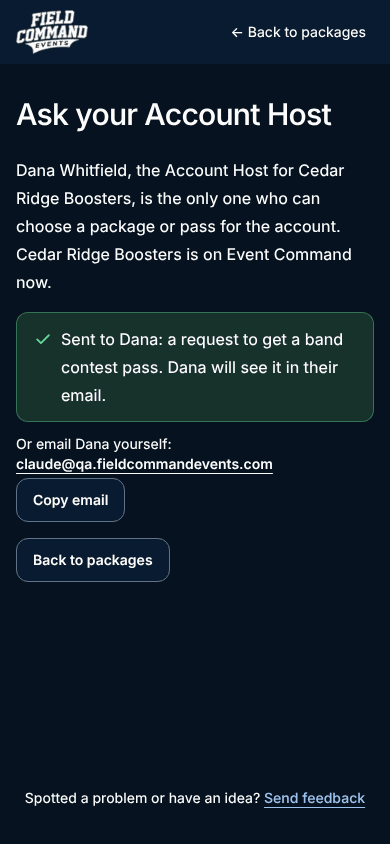 FIELD
COMMAND
EVENTS
← Back to packages
Ask your Account Host
Dana Whitfield, the Account Host for Cedar
Ridge Boosters, is the only one who can
choose a package or pass for the account.
Cedar Ridge Boosters is on Event Command
now.
Sent to Dana: a request to get a band
contest pass. Dana will see it in their
email.
Or email Dana yourself:
claude@qa.fieldcommandevents.com
Copy email
Back to packages
Spotted a problem or have an idea? Send feedback